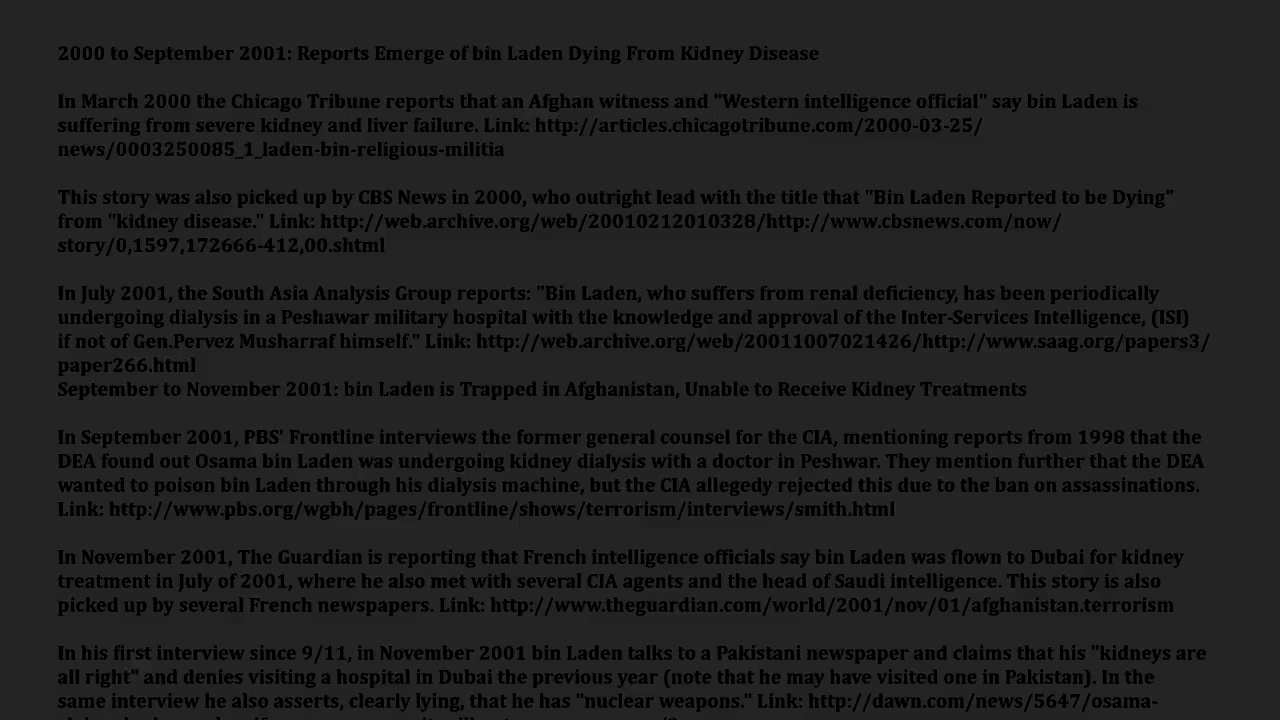 2000 to September 2001: Reports Emerge of bin Laden Dying From Kidney Disease
In March 2000 the Chicago Tribune reports that an Afghan witness and "Western intelligence official" say bin Laden is
suffering from severe kidney and liver failure. Link: http://articles.chicagotribune.com/2000-03-25/
news/0003250085_1_laden-bin-religious-militia
This story was also picked up by CBS News in 2000, who outright lead with the title that "Bin Laden Reported to be Dying"
from "kidney disease." Link: http://web.archive.org/web/20010212010328/http://www.cbsnews.com/now/
story/0,1597,172666-412,00.shtml
In July 2001, the South Asia Analysis Group reports: "Bin Laden, who suffers from renal deficiency, has been periodically
undergoing dialysis in a Peshawar military hospital with the knowledge and approval of the Inter-Services Intelligence, (ISI)
if not of Gen.Pervez Musharraf himself." Link: http://web.archive.org/web/20011007021426/http://www.saag.org/papers3/
paper266.html
September to November 2001: bin Laden is Trapped in Afghanistan, Unable to Receive Kidney Treatments
In September 2001, PBS' Frontline interviews the former general counsel for the CIA, mentioning reports from 1998 that the
DEA found out Osama bin Laden was undergoing kidney dialysis with a doctor in Peshwar. They mention further that the DEA
wanted to poison bin Laden through his dialysis machine, but the CIA allegedy rejected this due to the ban on assassinations.
Link: http://www.pbs.org/wgbh/pages/frontline/shows/terrorism/interviews/smith.html
In November 2001, The Guardian is reporting that French intelligence officials say bin Laden was flown to Dubai for kidney
treatment in July of 2001, where he also met with several CIA agents and the head of Saudi intelligence. This story is also
picked up by several French newspapers. Link: http://www.theguardian.com/world/2001/nov/01/afghanistan.terrorism
In his first interview since 9/11, in November 2001 bin Laden talks to a Pakistani newspaper and claims that his "kidneys are
all right" and denies visiting a hospital in Dubai the previous year (note that he may have visited one in Pakistan). In the
same interview he also asserts, clearly lying, that he has "nuclear weapons." Link: http://dawn.com/news/5647/osama-